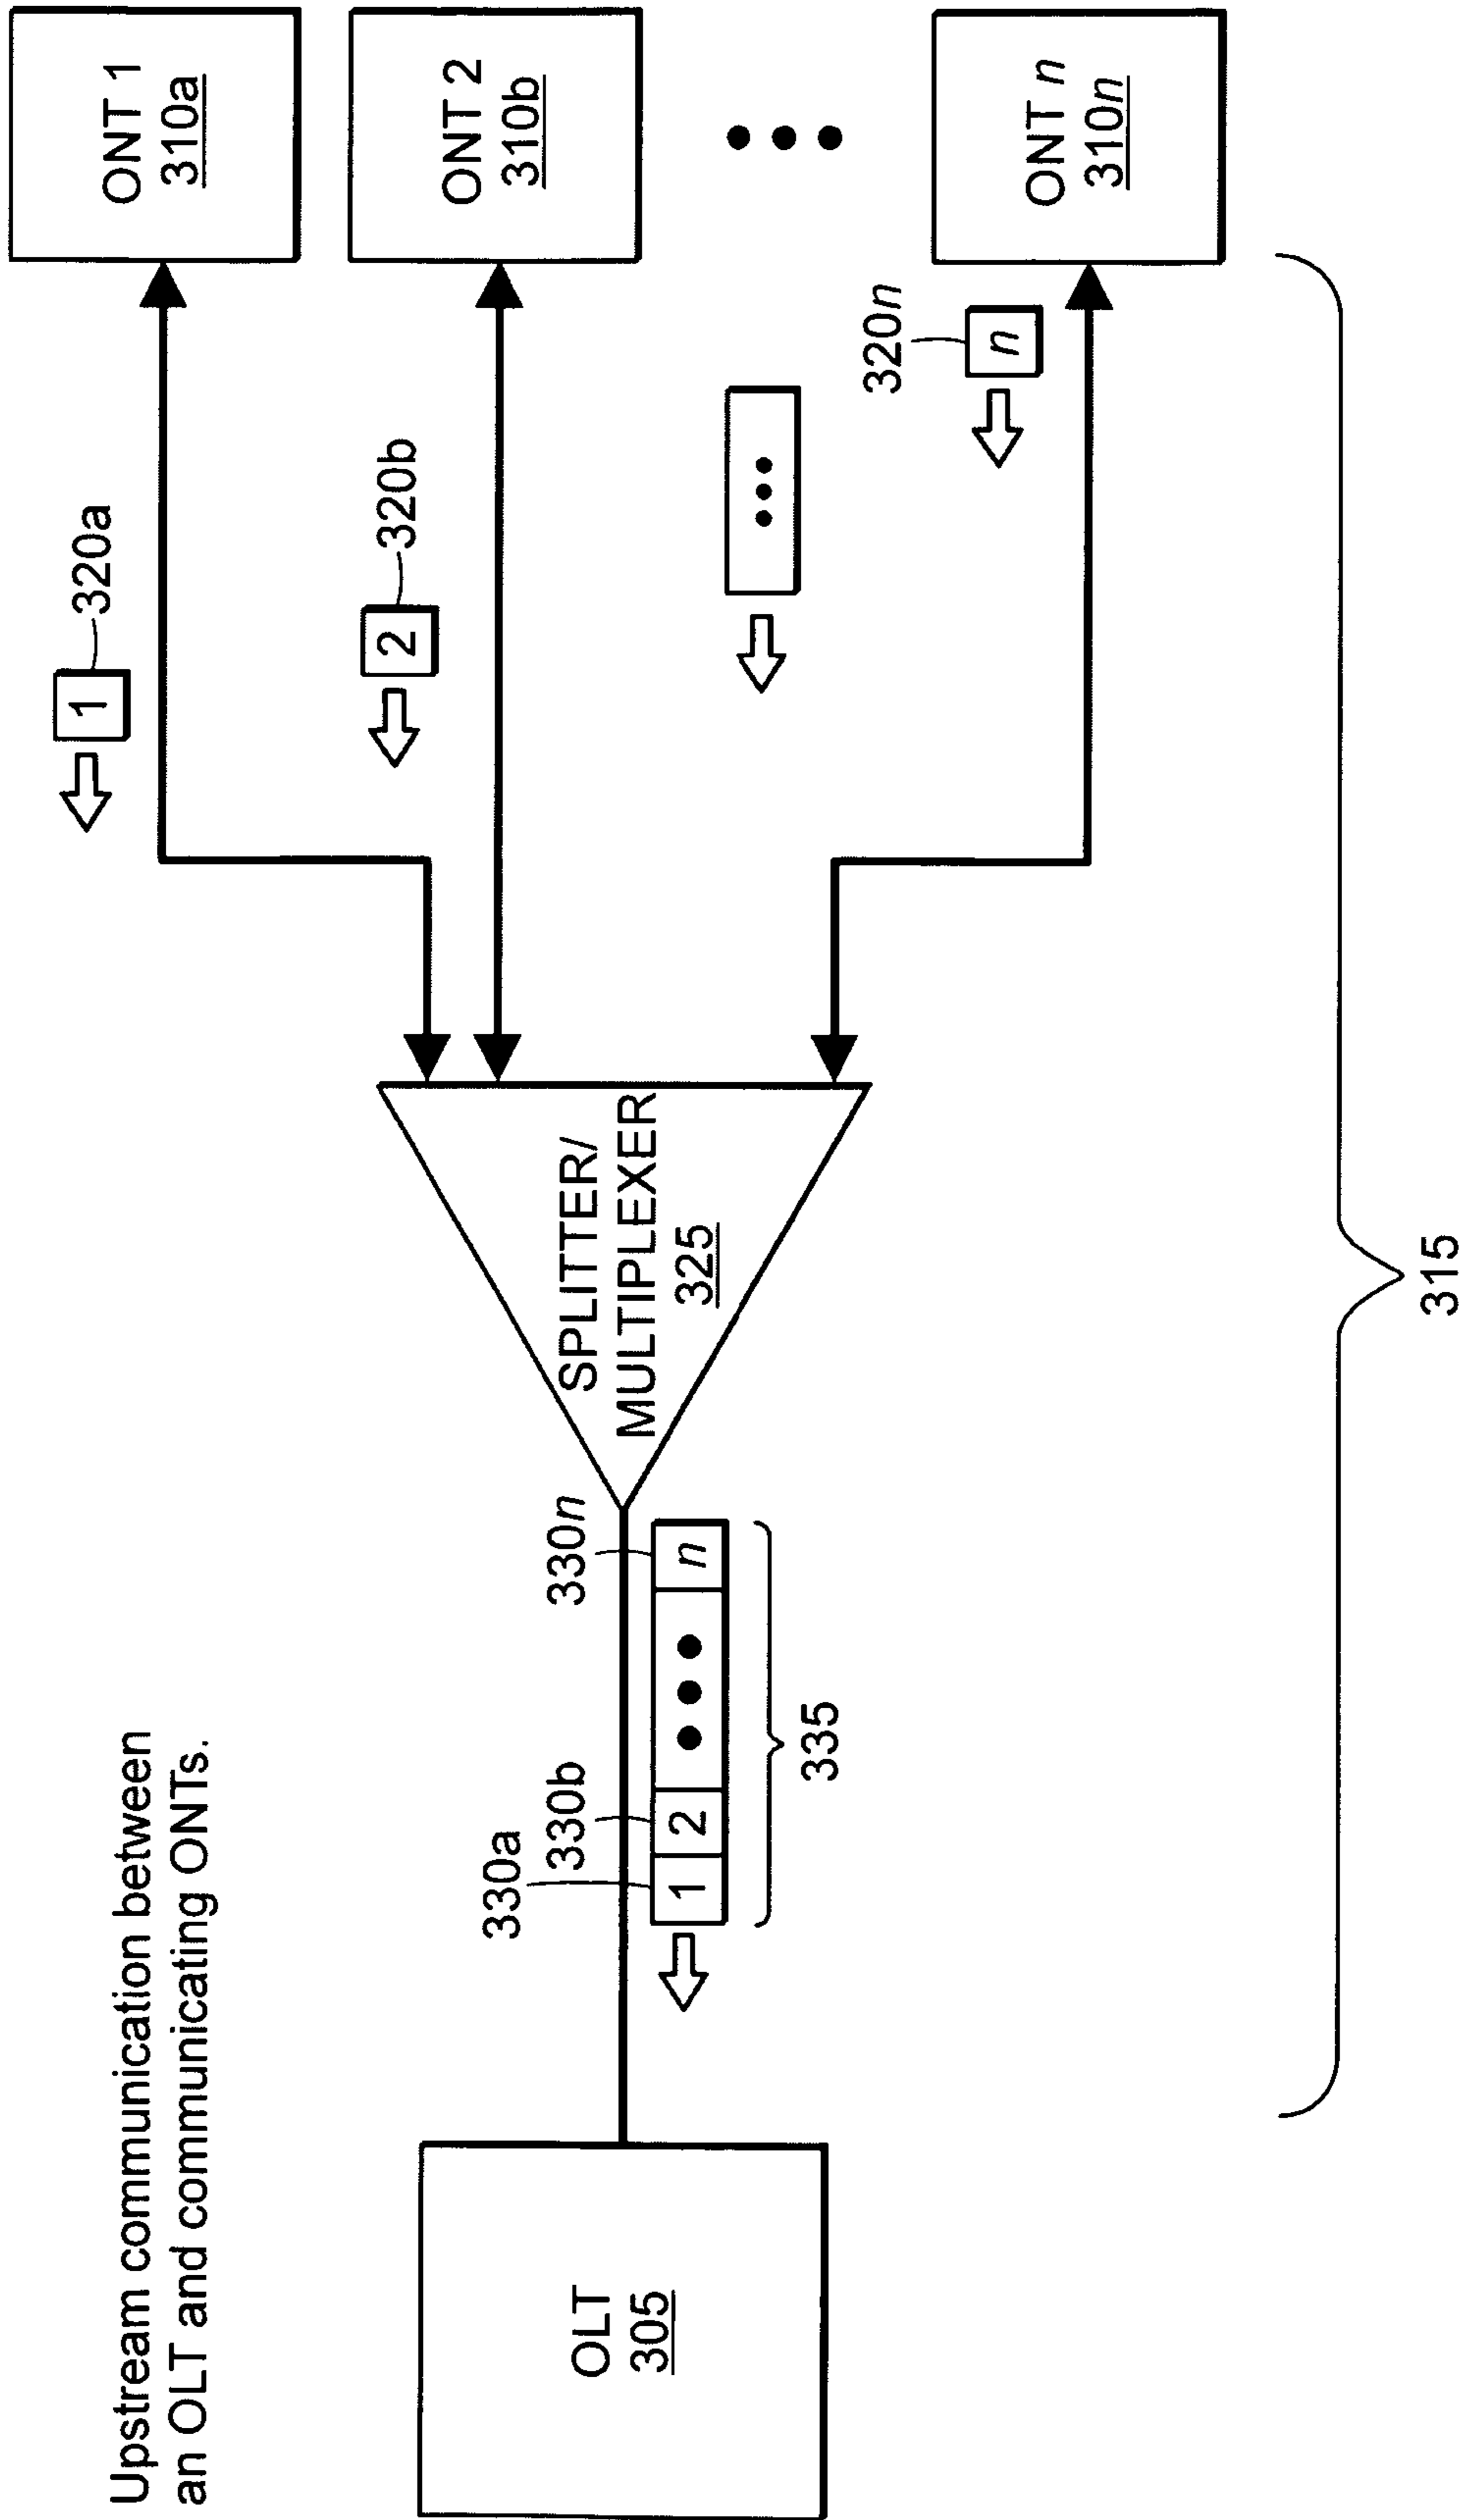 Upstream communication between
an OLT and communicating ONTs.
OLT
305
330a
330b
330n
1
2
n
335
SPLITTER/
MULTIPLEXER
325
1
320a
2
320b
n
320n
ONT 1
310a
ONT 2
310b
ONT n
310n
315